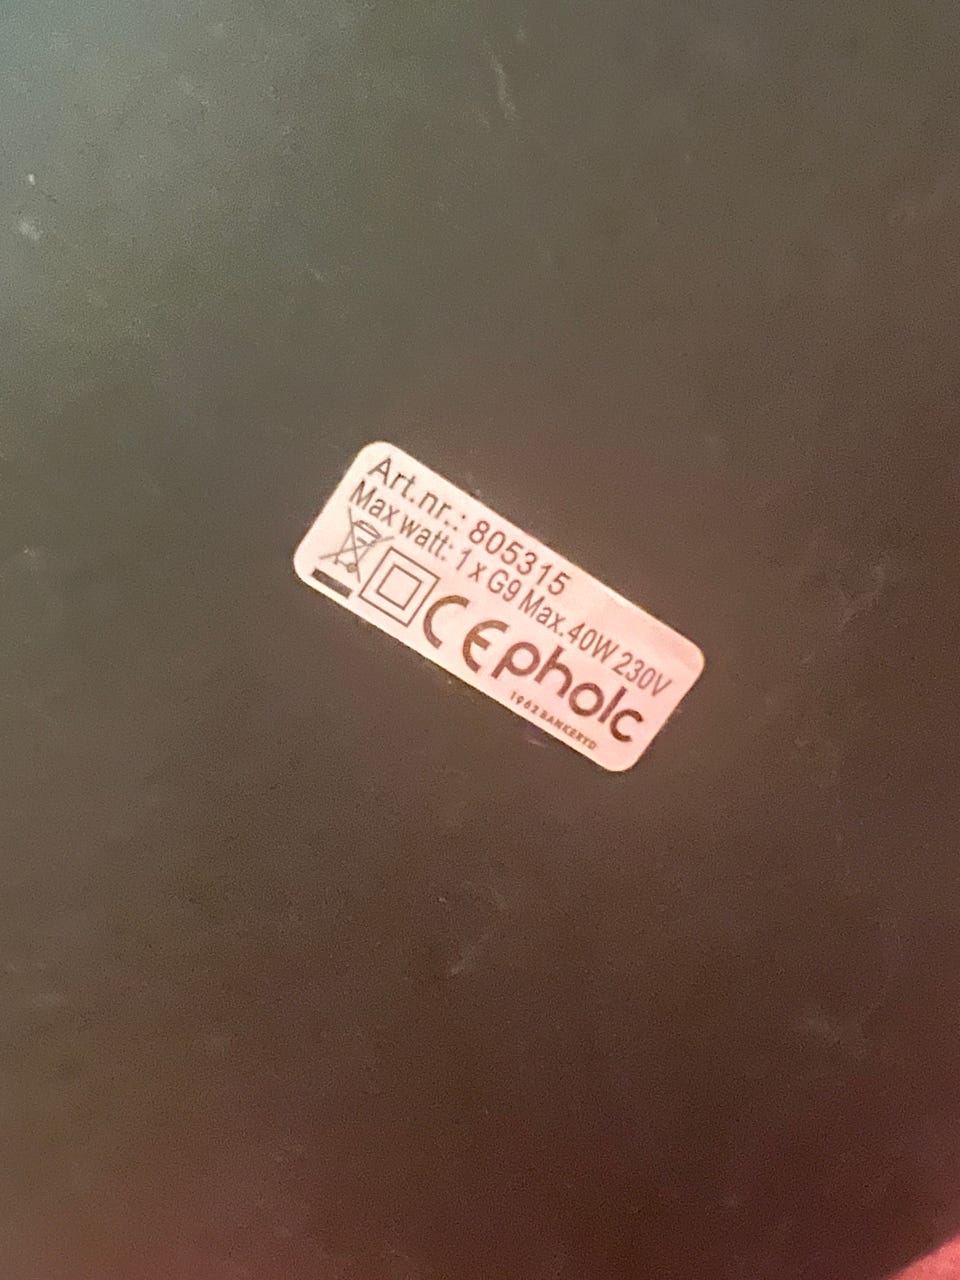 Art.nr.: 805315
Max watt: 1 x G9 Max. 40W 230V
CE pholc
1962 BANKERYD